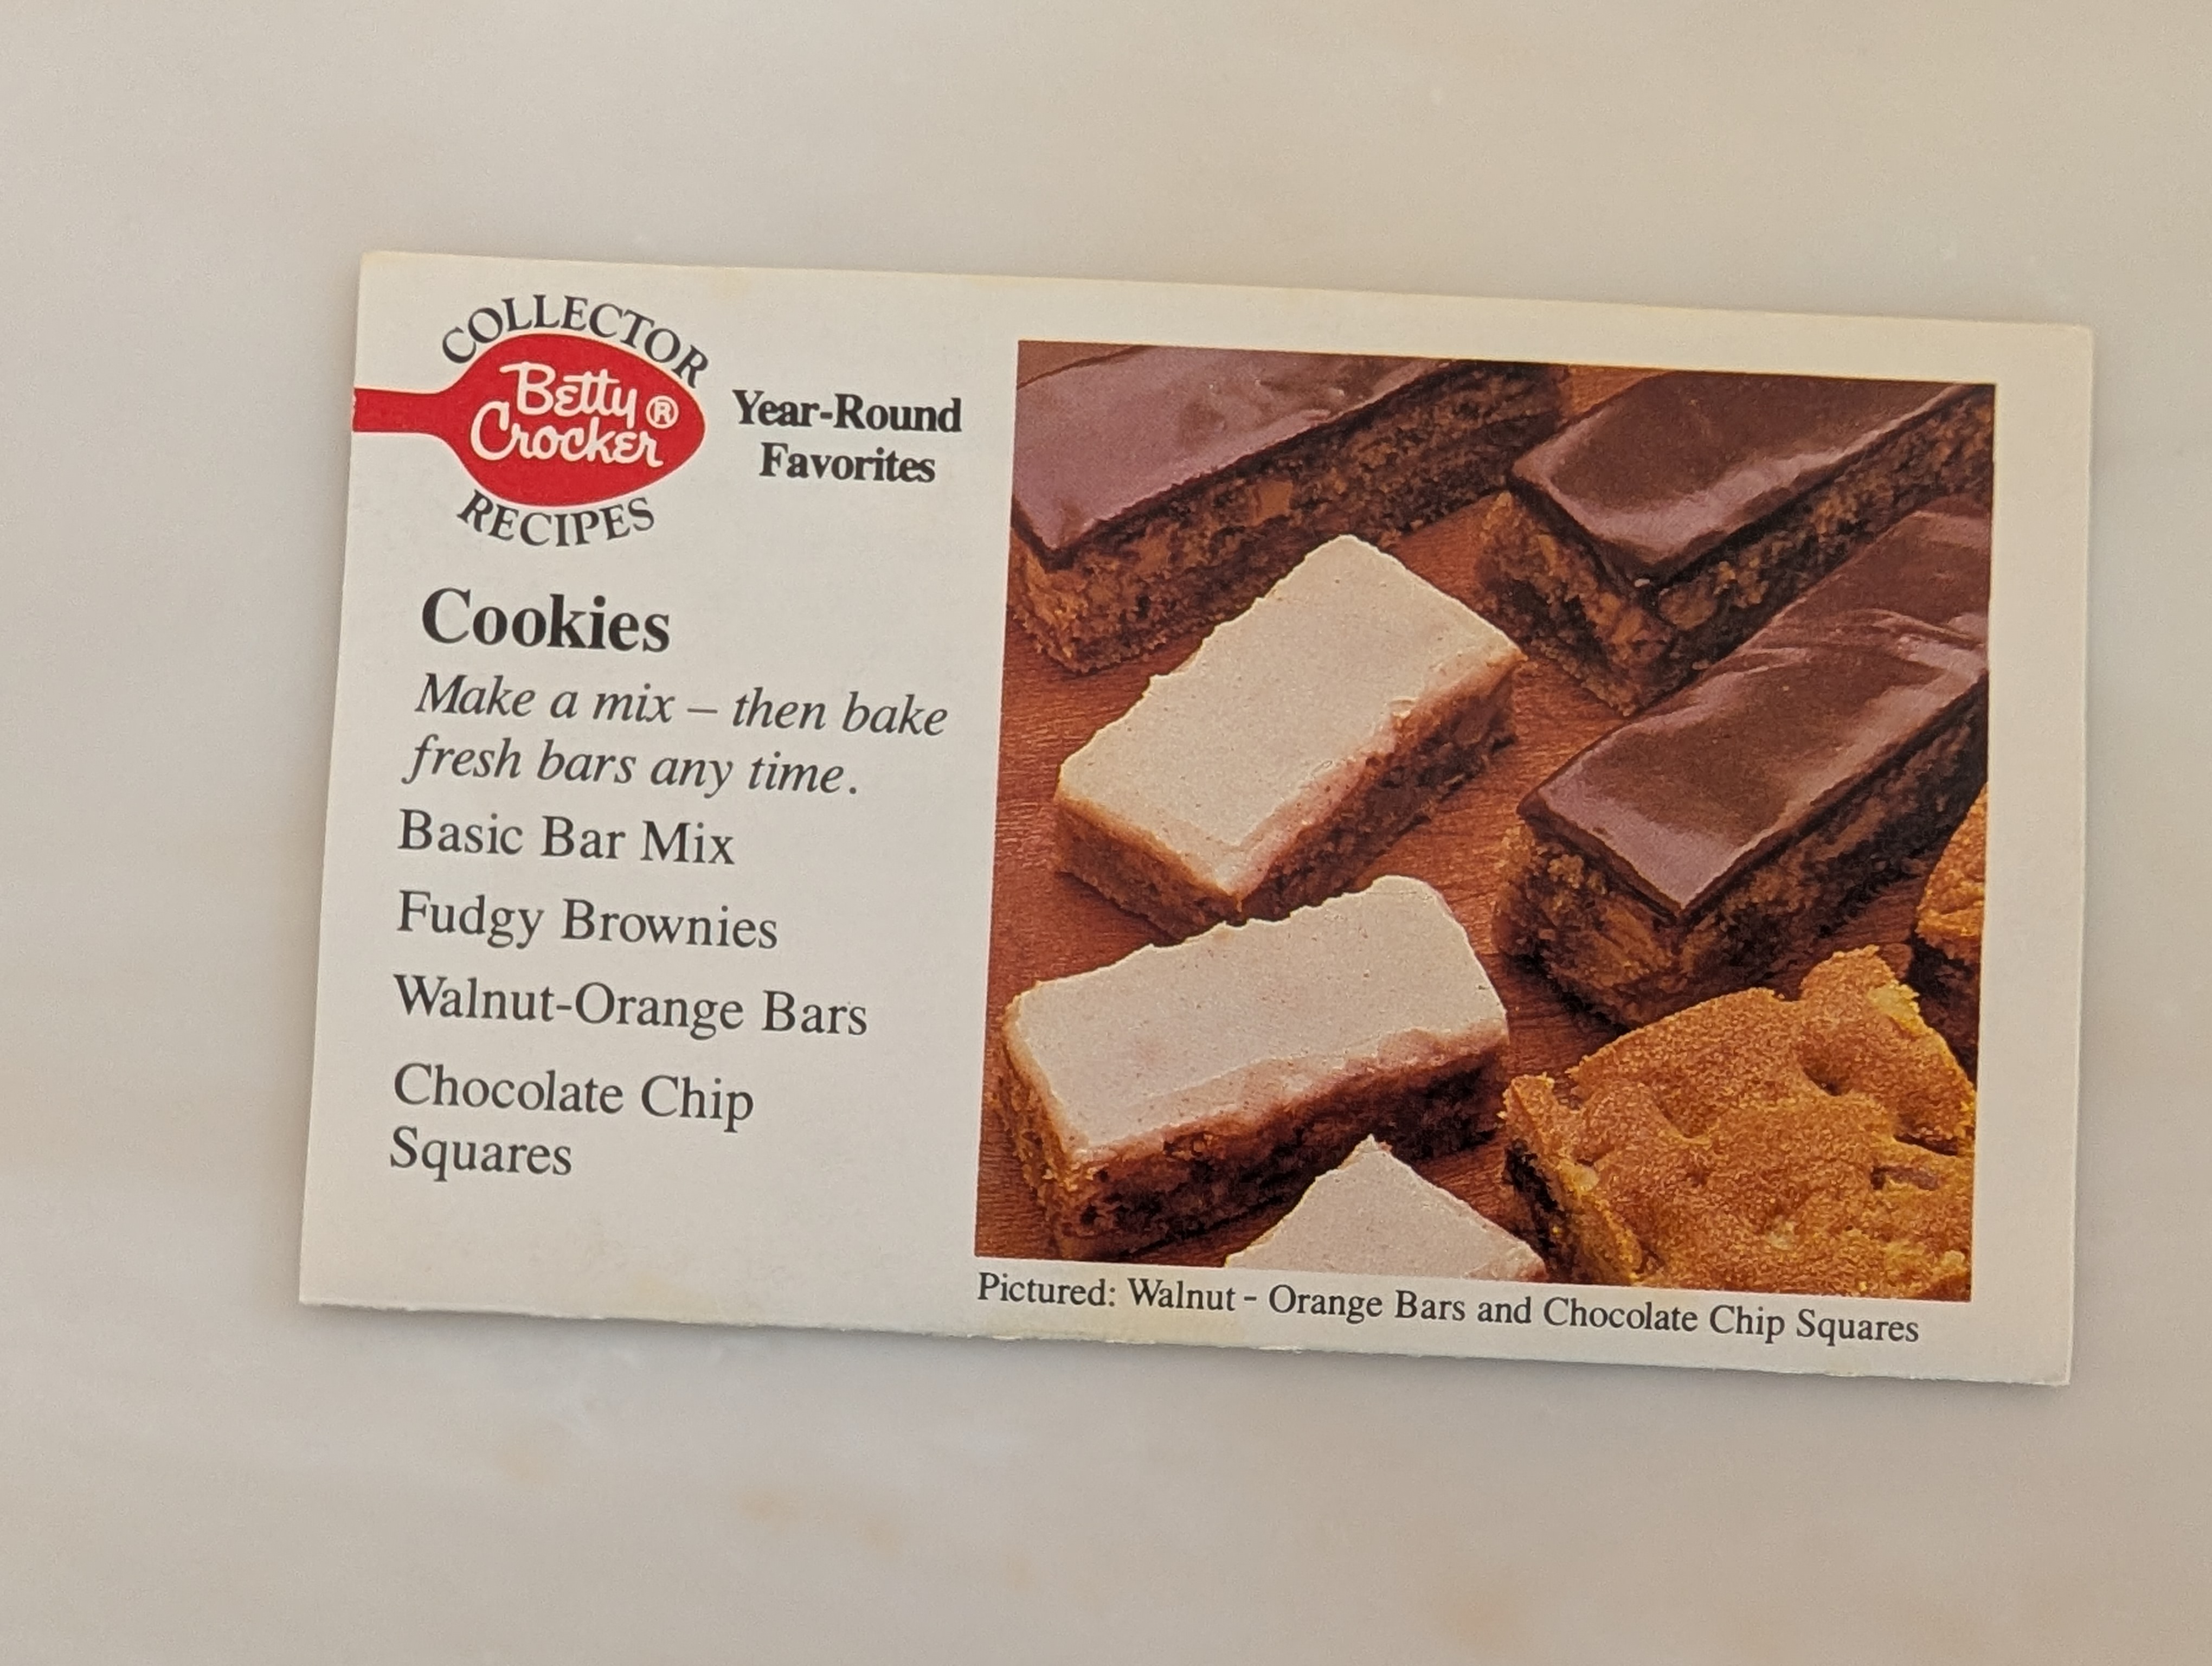 COLLECTOR
Betty ®
Crocker
RECIPES
Year-Round
Favorites
Cookies
Make a mix – then bake
fresh bars any time.
Basic Bar Mix
Fudgy Brownies
Walnut-Orange Bars
Chocolate Chip
Squares
Pictured: Walnut - Orange Bars and Chocolate Chip Squares